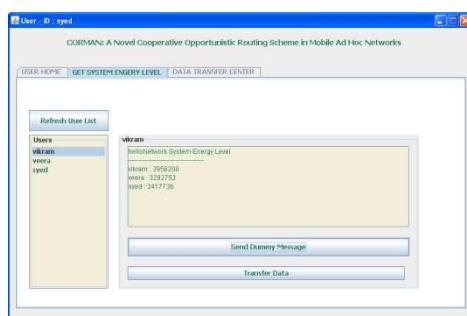 User - ID : syed
CORMAN: A Novel Cooperative Opportunistic Routing Scheme in Mobile Ad Hoc Networks
USER HOME GET SYSTEM ENGERY LEVEL DATA TRANSFER CENTER
Refresh User List
Users
vikram
veera
syed
vikram
helloNetwork System Energy Level
vikram : 3956208
veera : 3292752
syed : 3417736
Send Dummy Message
Transfer Data